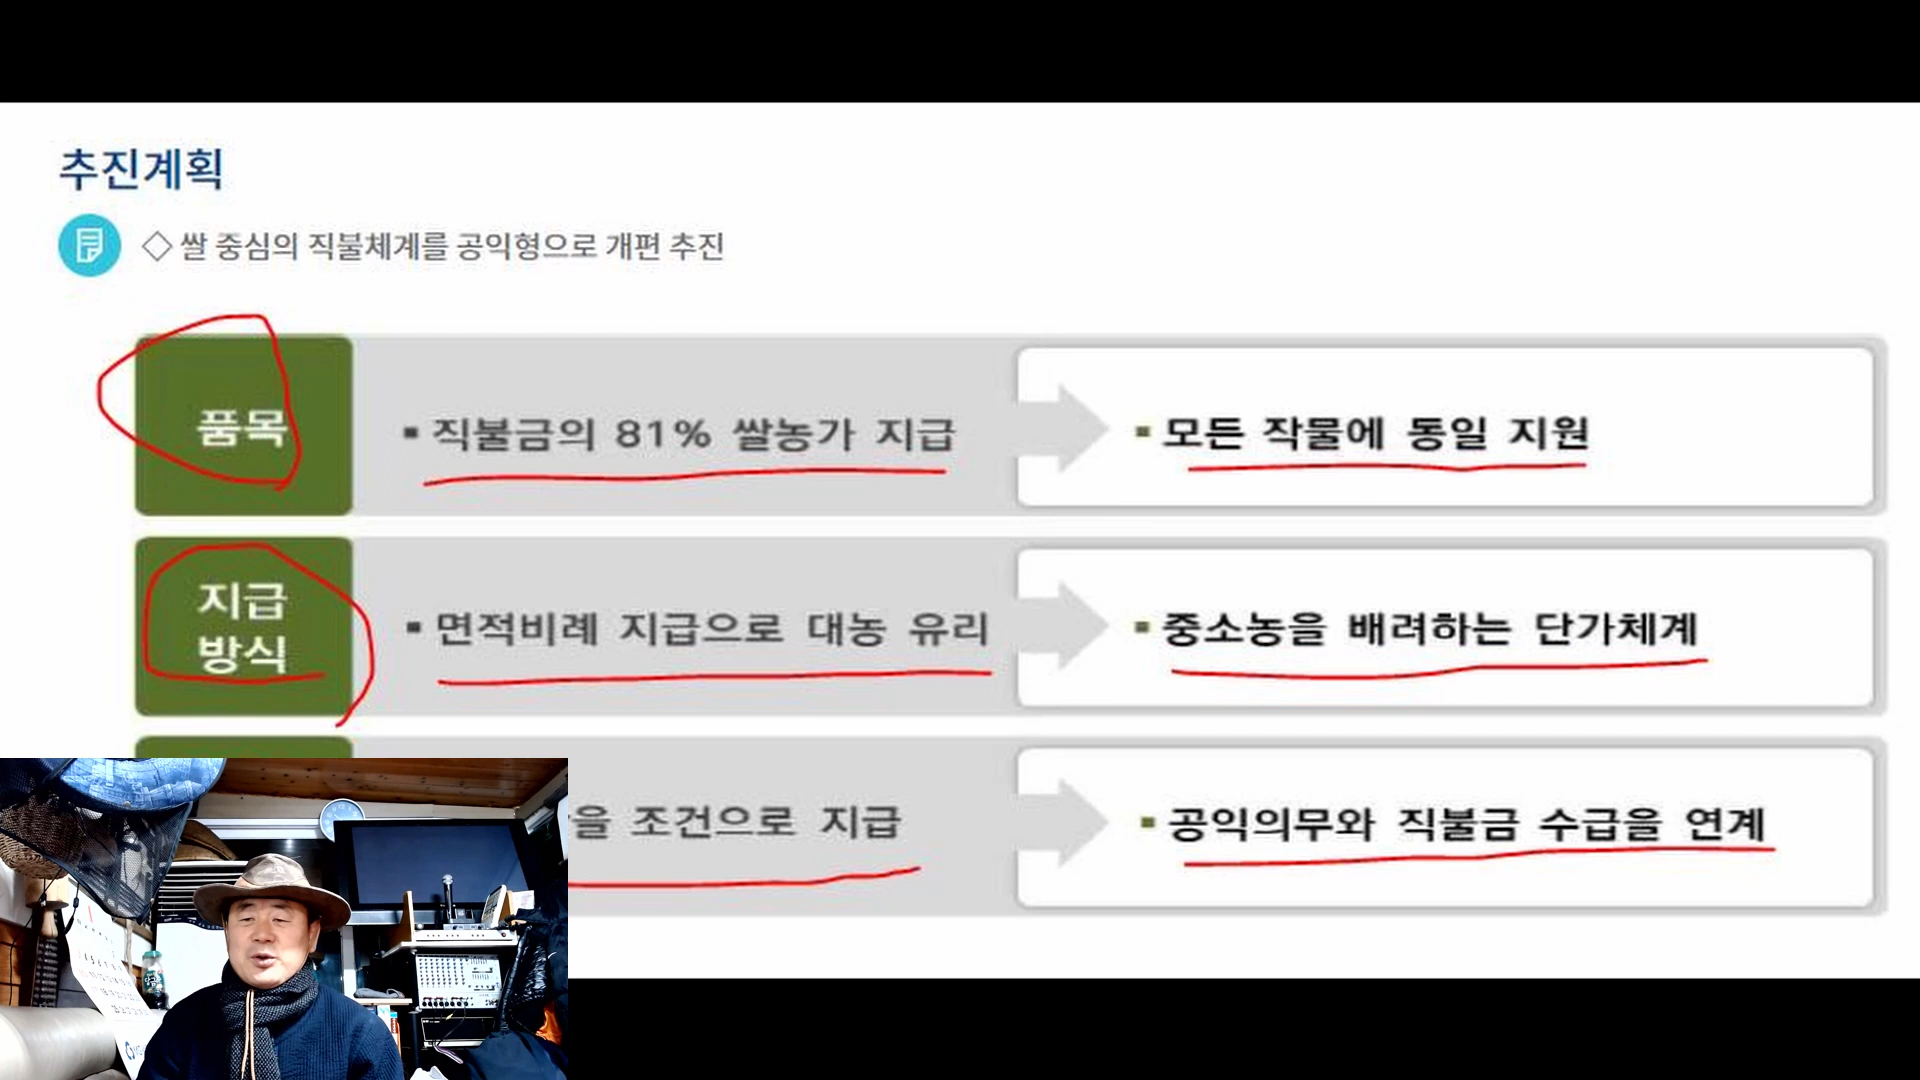 추진계획
◇ 쌀 중심의 직불체계를 공익형으로 개편 추진
품목
▪ 직불금의 81% 쌀농가 지급
▪ 모든 작물에 동일 지원
지급
방식
▪ 면적비례 지급으로 대농 유리
▪ 중소농을 배려하는 단가체계
을 조건으로 지급
▪ 공익의무와 직불금 수급을 연계